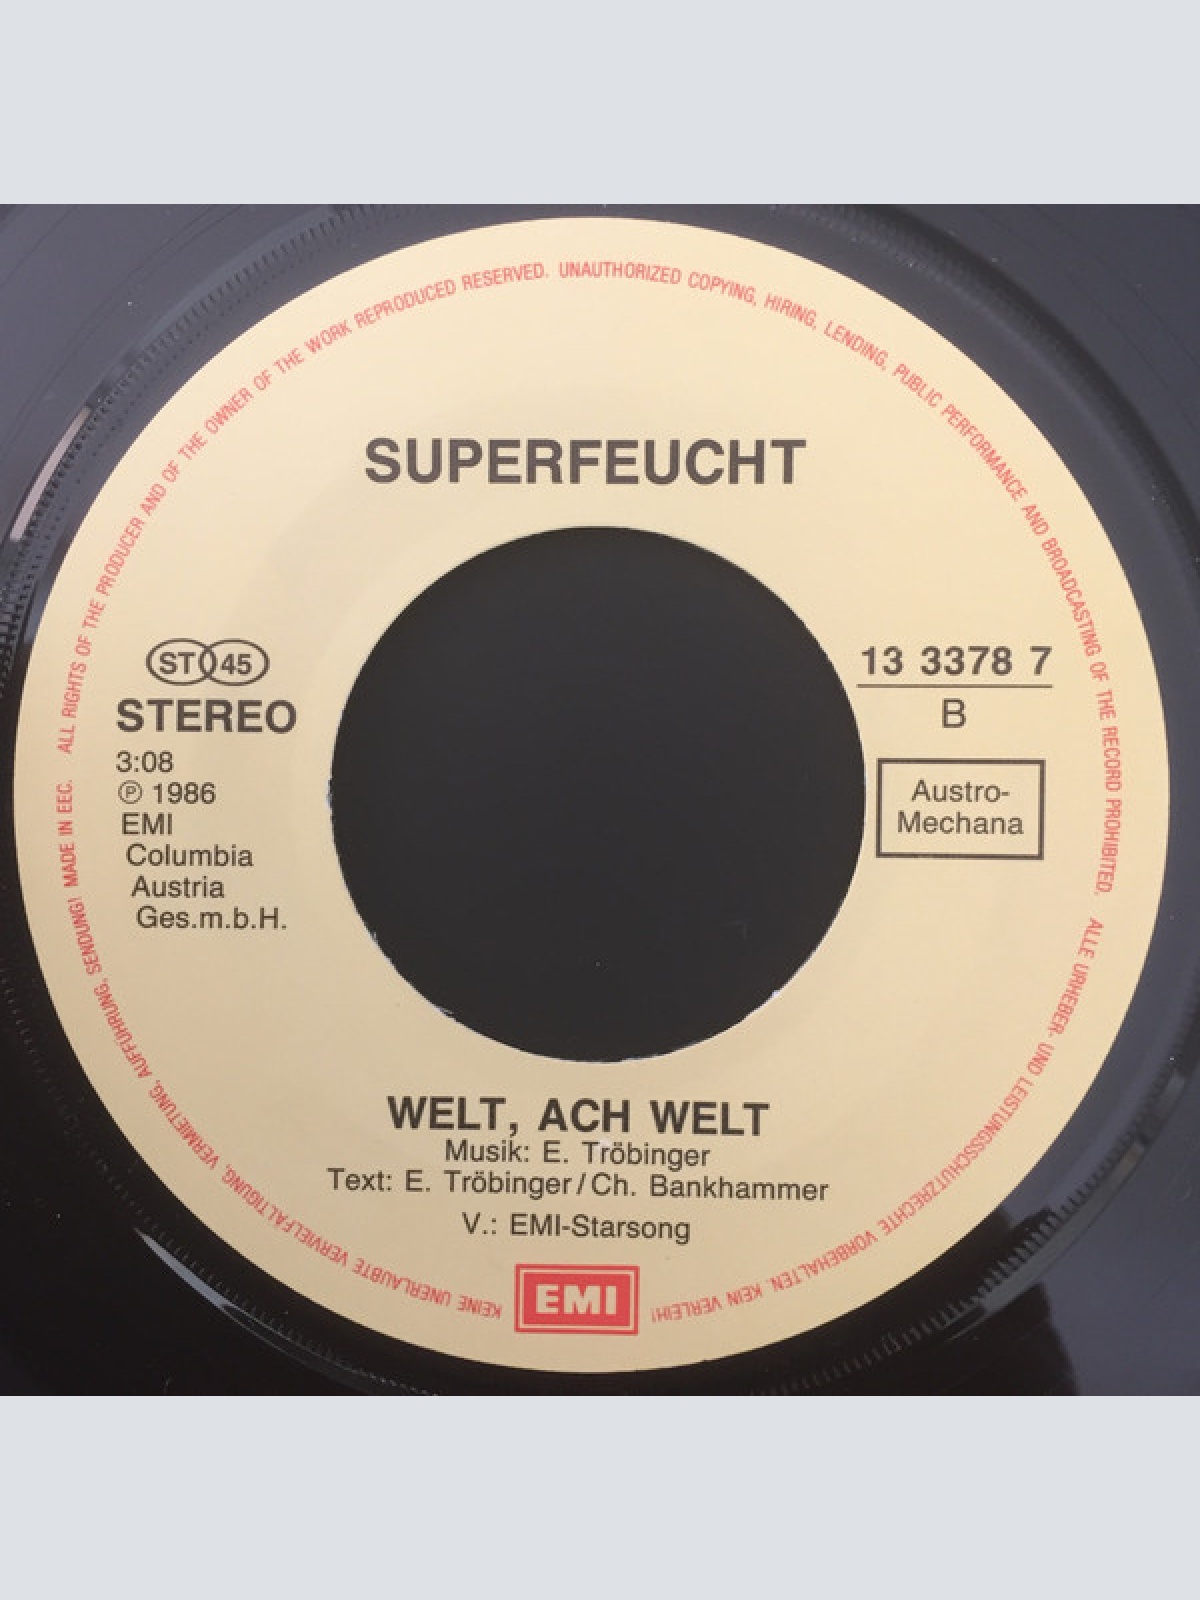 ALL RIGHTS OF THE PRODUCER AND OF THE OWNER OF THE WORK REPRODUCED RESERVED. UNAUTHORIZED COPYING, HIRING, LENDING, PUBLIC PERFORMANCE AND BROADCASTING OF THE RECORD PROHIBITED.
ALLE URHEBER- UND LEISTUNGSSCHUTZRECHTE VORBEHALTEN. KEIN VERLEIH! KEINE UNERLAUBTE VERVIELFÄLTIGUNG, VERMIETUNG, AUFFÜHRUNG, SENDUNG! MADE IN EEC.
SUPERFEUCHT
ST 45
STEREO
3:08
℗ 1986
EMI
Columbia
Austria
Ges.m.b.H.
13 3378 7
B
Austro-
Mechana
WELT, ACH WELT
Musik: E. Tröbinger
Text: E. Tröbinger/Ch. Bankhammer
V.: EMI-Starsong
EMI